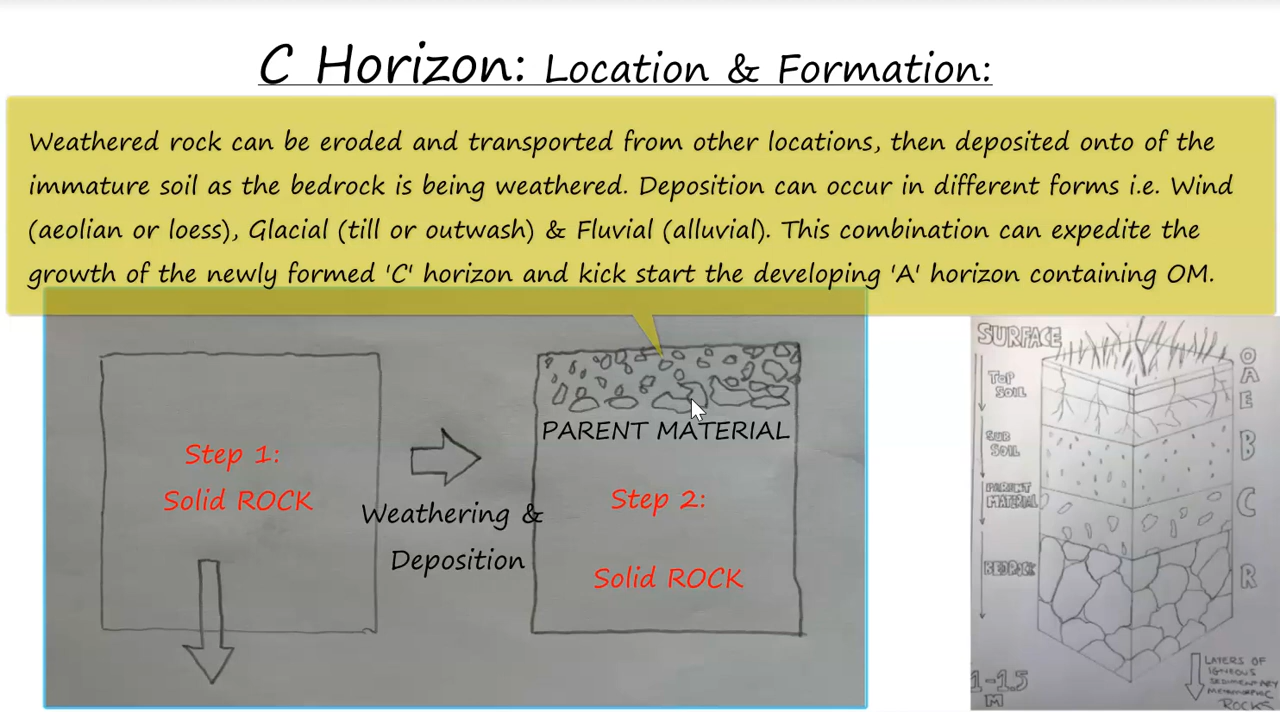 C Horizon: Location & Formation:
Weathered rock can be eroded and transported from other locations, then deposited onto of the
immature soil as the bedrock is being weathered. Deposition can occur in different forms i.e. Wind
(aeolian or loess), Glacial (till or outwash) & Fluvial (alluvial). This combination can expedite the
growth of the newly formed 'C' horizon and kick start the developing 'A' horizon containing OM.
Step 1:
Solid ROCK
Weathering &
Deposition
PARENT MATERIAL
Step 2:
Solid ROCK
SURFACE
TOP
SOIL
SUB
SOIL
PARENT
MATERIAL
BEDROCK
O
A
E
B
C
R
1-1.5
M
LAYERS OF
IGNEOUS
SEDIMENTARY
METAMORPHIC
ROCKS